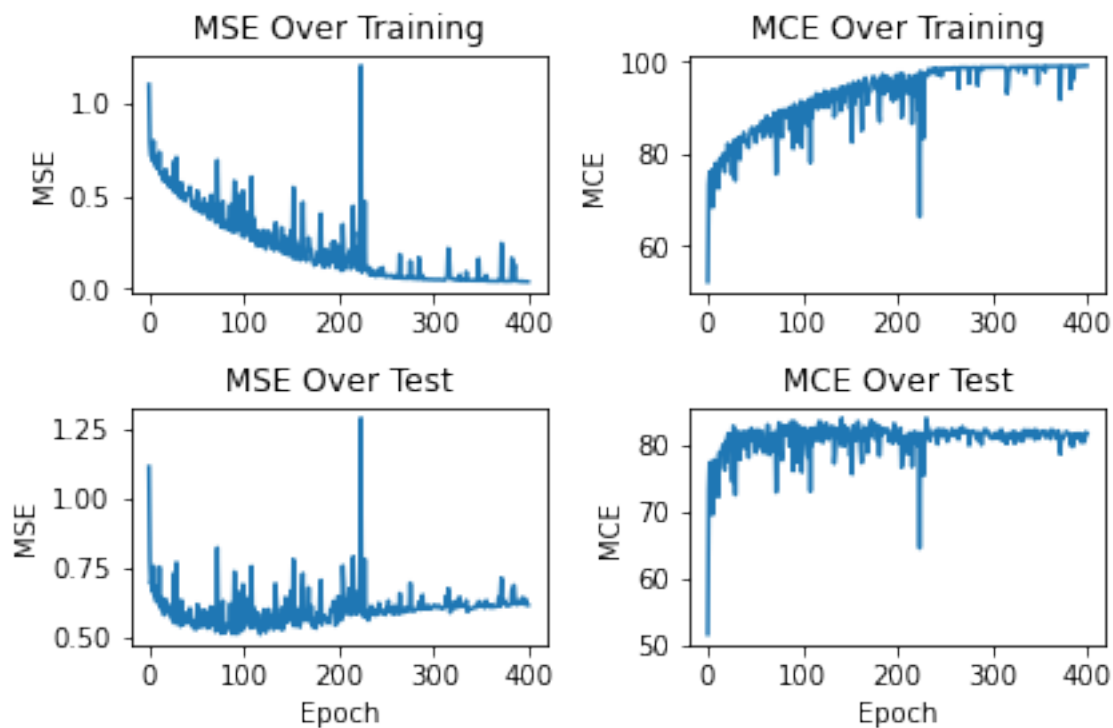 MSE Over Training
MSE
1.0
0.5
0.0
0 100 200 300 400
MCE Over Training
MCE
100
80
60
0 100 200 300 400
MSE Over Test
MSE
1.25
1.00
0.75
0.50
0 100 200 300 400
Epoch
MCE Over Test
MCE
80
70
60
50
0 100 200 300 400
Epoch